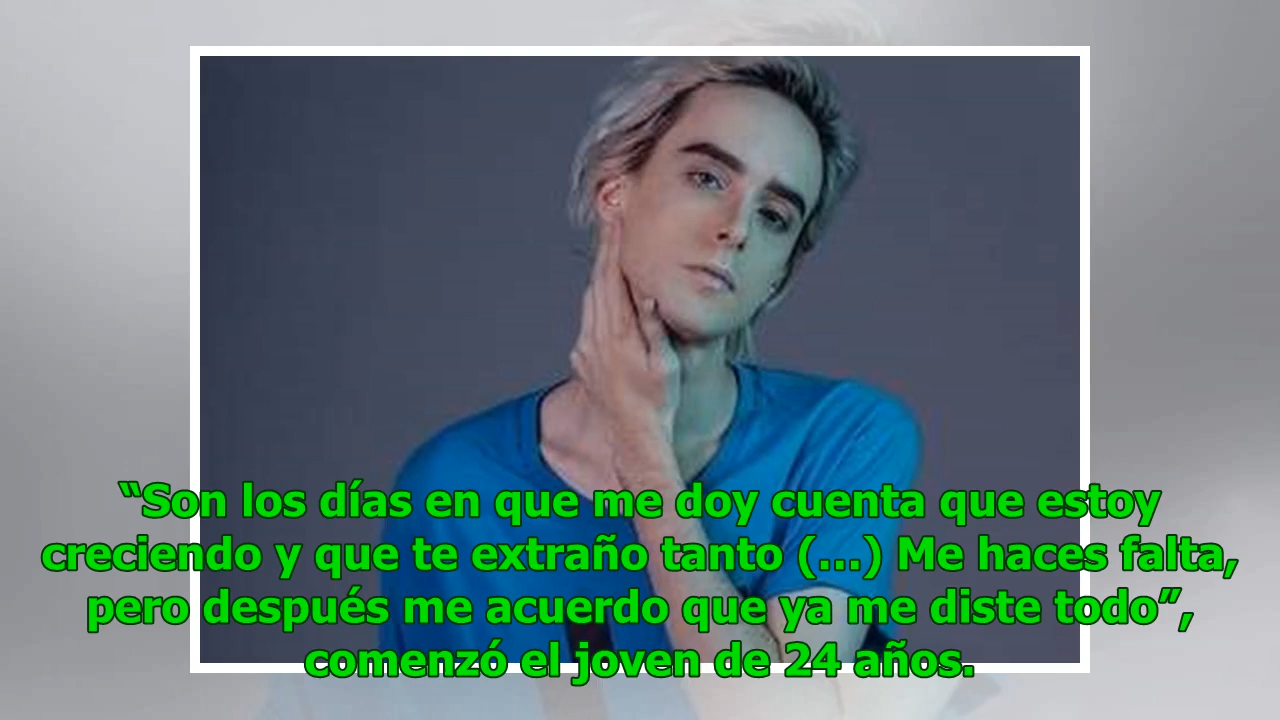 “Son los días en que me doy cuenta que estoy
creciendo y que te extraño tanto (...) Me haces falta,
pero después me acuerdo que ya me diste todo”,
comenzó el joven de 24 años.